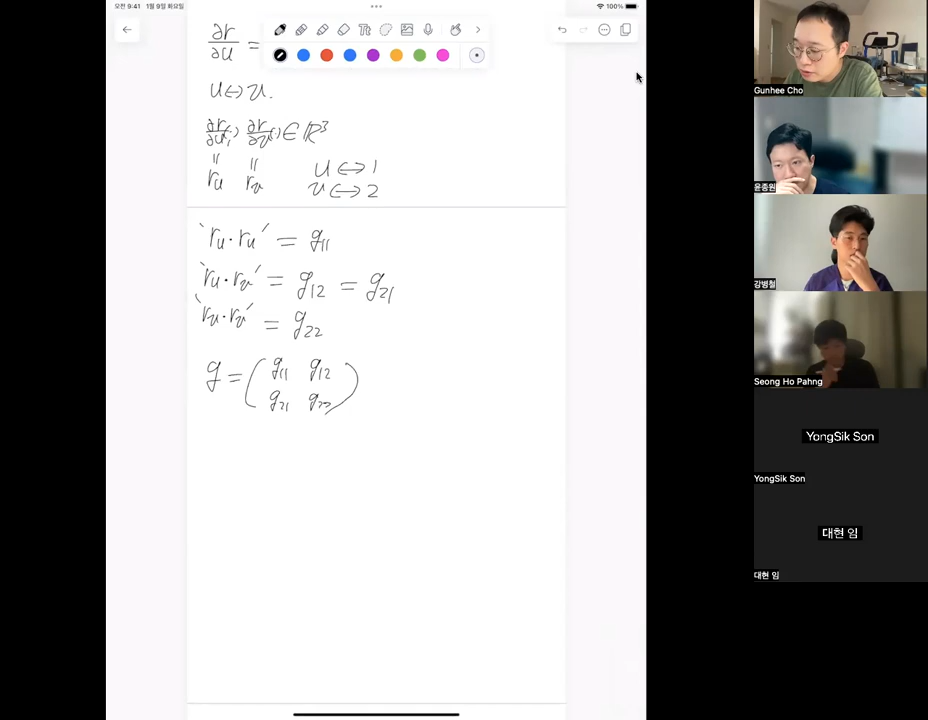 오전 9:41 1월 9일 화요일
100%
∂r/∂u =
u ↔ v.
∂r/∂u, ∂r/∂v ∈ ℝ³
॥ ॥
r_u r_v
u ↔ 1
v ↔ 2
'r_u · r_u' = g₁₁
'r_u · r_v' = g₁₂ = g₂₁
'r_v · r_v' = g₂₂
g = ( g₁₁ g₁₂
g₂₁ g₂₂ )
Gunhee Cho
윤종원
강병철
Seong Ho Pahng
YongSik Son
YongSik Son
대현 임
대현 임